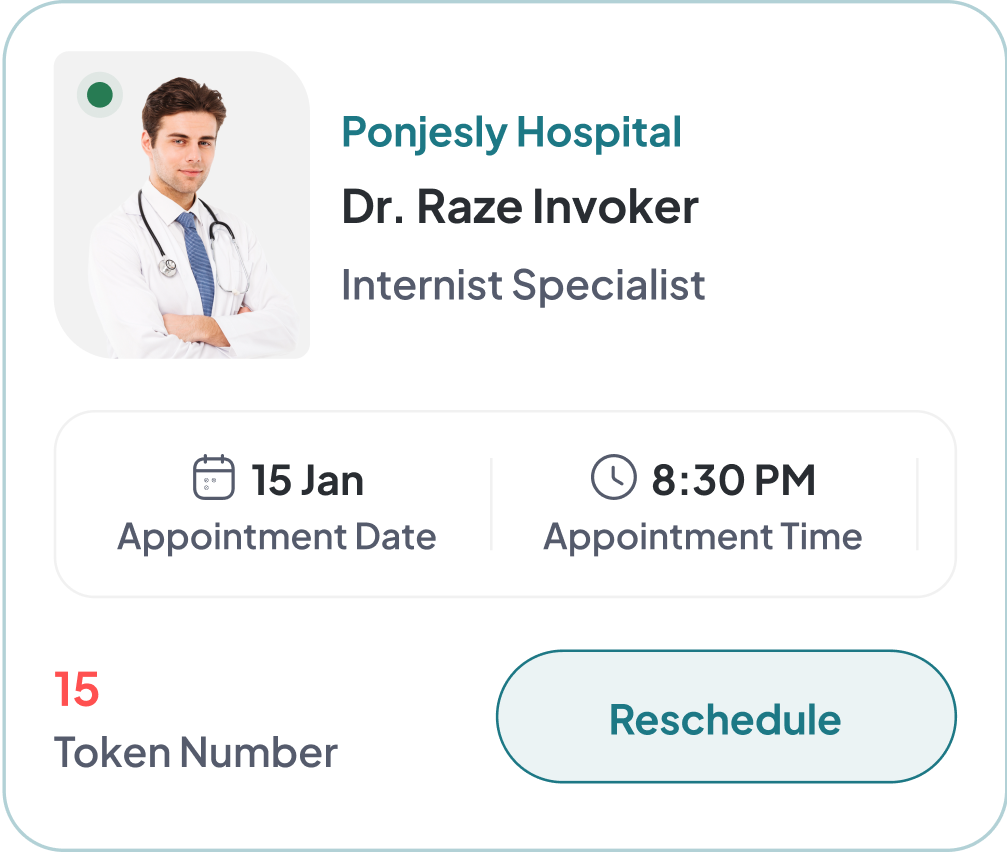 Ponjesly Hospital
Dr. Raze Invoker
Internist Specialist
15 Jan
Appointment Date
8:30 PM
Appointment Time
15
Token Number
Reschedule